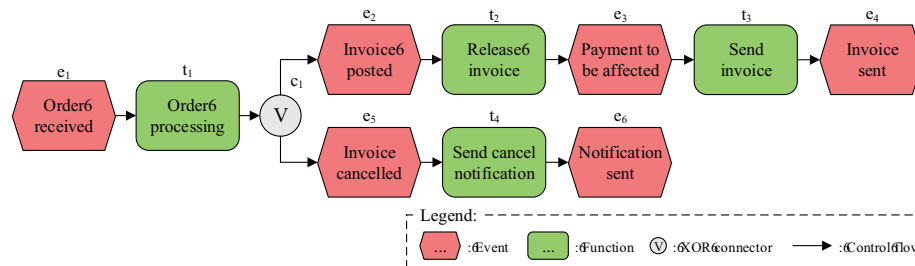 e2
t2
e3
t3
e4
Invoice6
posted
Release6
invoice
Payment to
be affected
Send
invoice
Invoice
sent
e1
t1
c1
Order6
received
Order6
processing
V
e5
t4
e6
Invoice
cancelled
Send cancel
notification
Notification
sent
Legend:
... :6Event
... :6Function
V :6XOR6connector
:6Control6flow